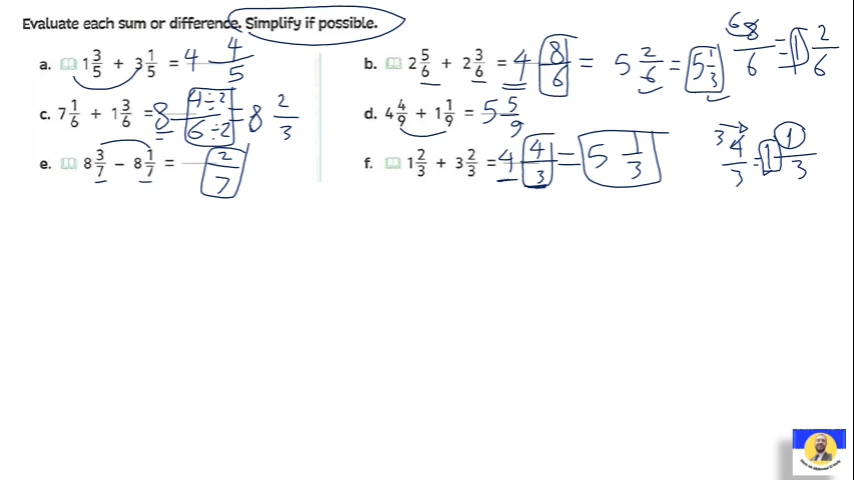 Evaluate each sum or difference. Simplify if possible.
a. 1 3/5 + 3 1/5 = 4 4/5
b. 2 5/6 + 2 3/6 = 4 8/6 = 5 2/6 = 5 1/3
6 8/6 = 1 2/6
c. 7 1/6 + 1 3/6 = 8 4÷2/6÷2 = 8 2/3
d. 4 4/9 + 1 1/9 = 5 5/9
e. 8 3/7 − 8 1/7 = 2/7
f. 1 2/3 + 3 2/3 = 4 4/3 = 5 1/3
3 4/3 = 1 1/3